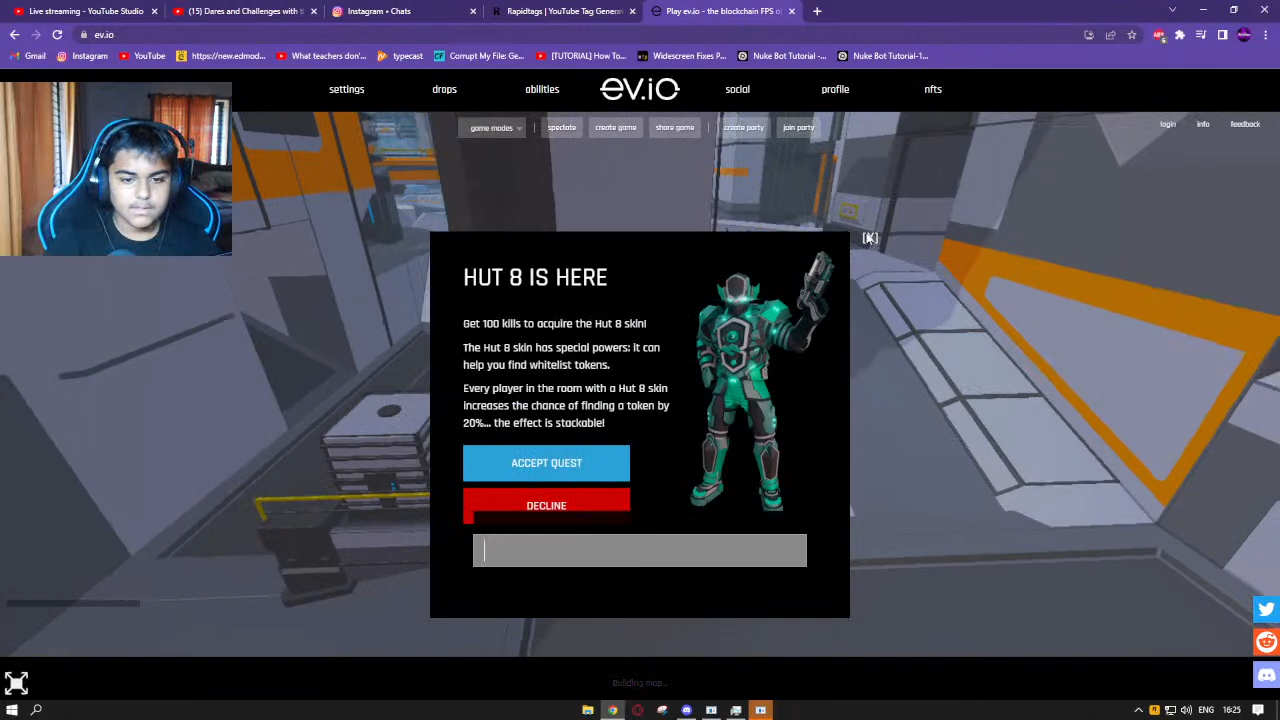 Live streaming - YouTube Studio
(15) Dares and Challenges with t
Instagram • Chats
Rapidtags | YouTube Tag Genera
Play ev.io - the blockchain FPS o
ev.io
Gmail
Instagram
YouTube
https://new.edmod...
What teachers don'...
typecast
Corrupt My File: Ge...
[TUTORIAL] How To...
Widescreen Fixes P...
Nuke Bot Tutorial -...
Nuke Bot Tutorial-1...
settings
drops
abilities
ev.io
social
profile
nfts
game modes
spectate
create game
share game
create party
join party
login
info
feedback
[X]
HUT 8 IS HERE
Get 100 kills to acquire the Hut 8 skin!
The Hut 8 skin has special powers: it can
help you find whitelist tokens.
Every player in the room with a Hut 8 skin
increases the chance of finding a token by
20%... the effect is stackable!
ACCEPT QUEST
DECLINE
Building map...
ENG
16:25